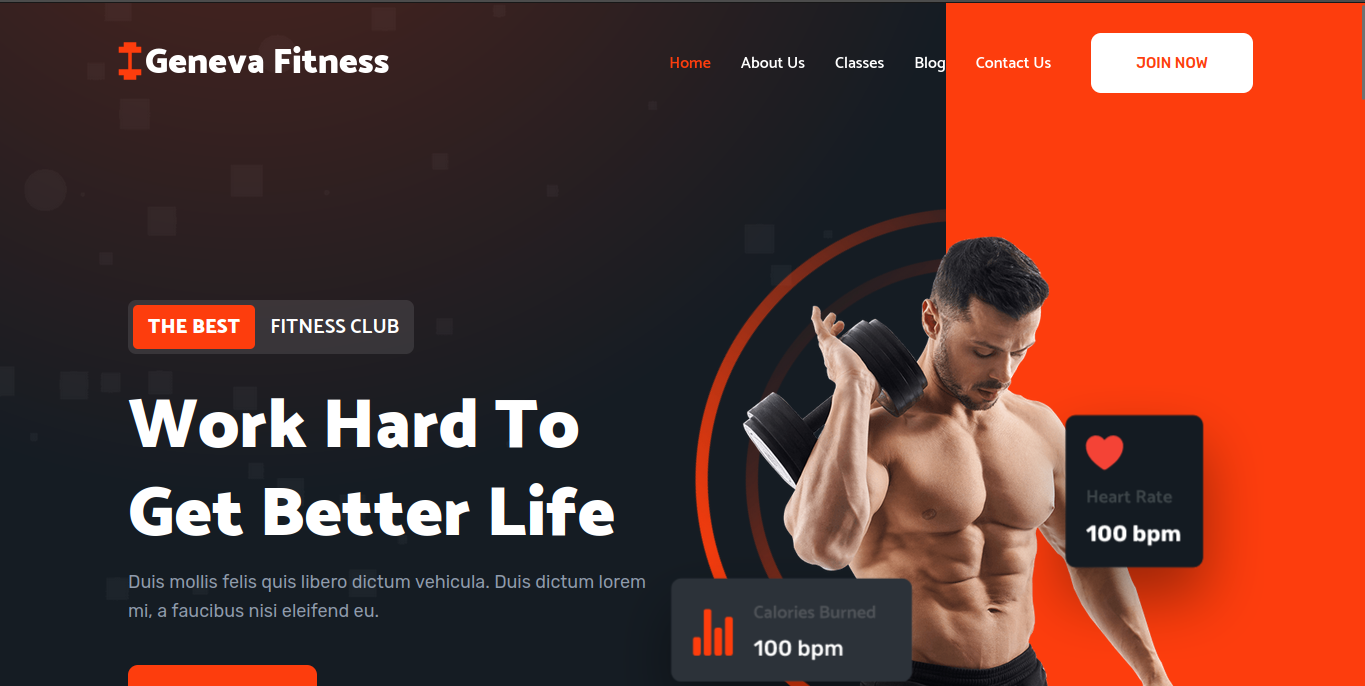 Geneva Fitness
Home About Us Classes Blog Contact Us JOIN NOW
THE BEST FITNESS CLUB
Work Hard To
Get Better Life
Duis mollis felis quis libero dictum vehicula. Duis dictum lorem
mi, a faucibus nisi eleifend eu.
Heart Rate
100 bpm
Calories Burned
100 bpm